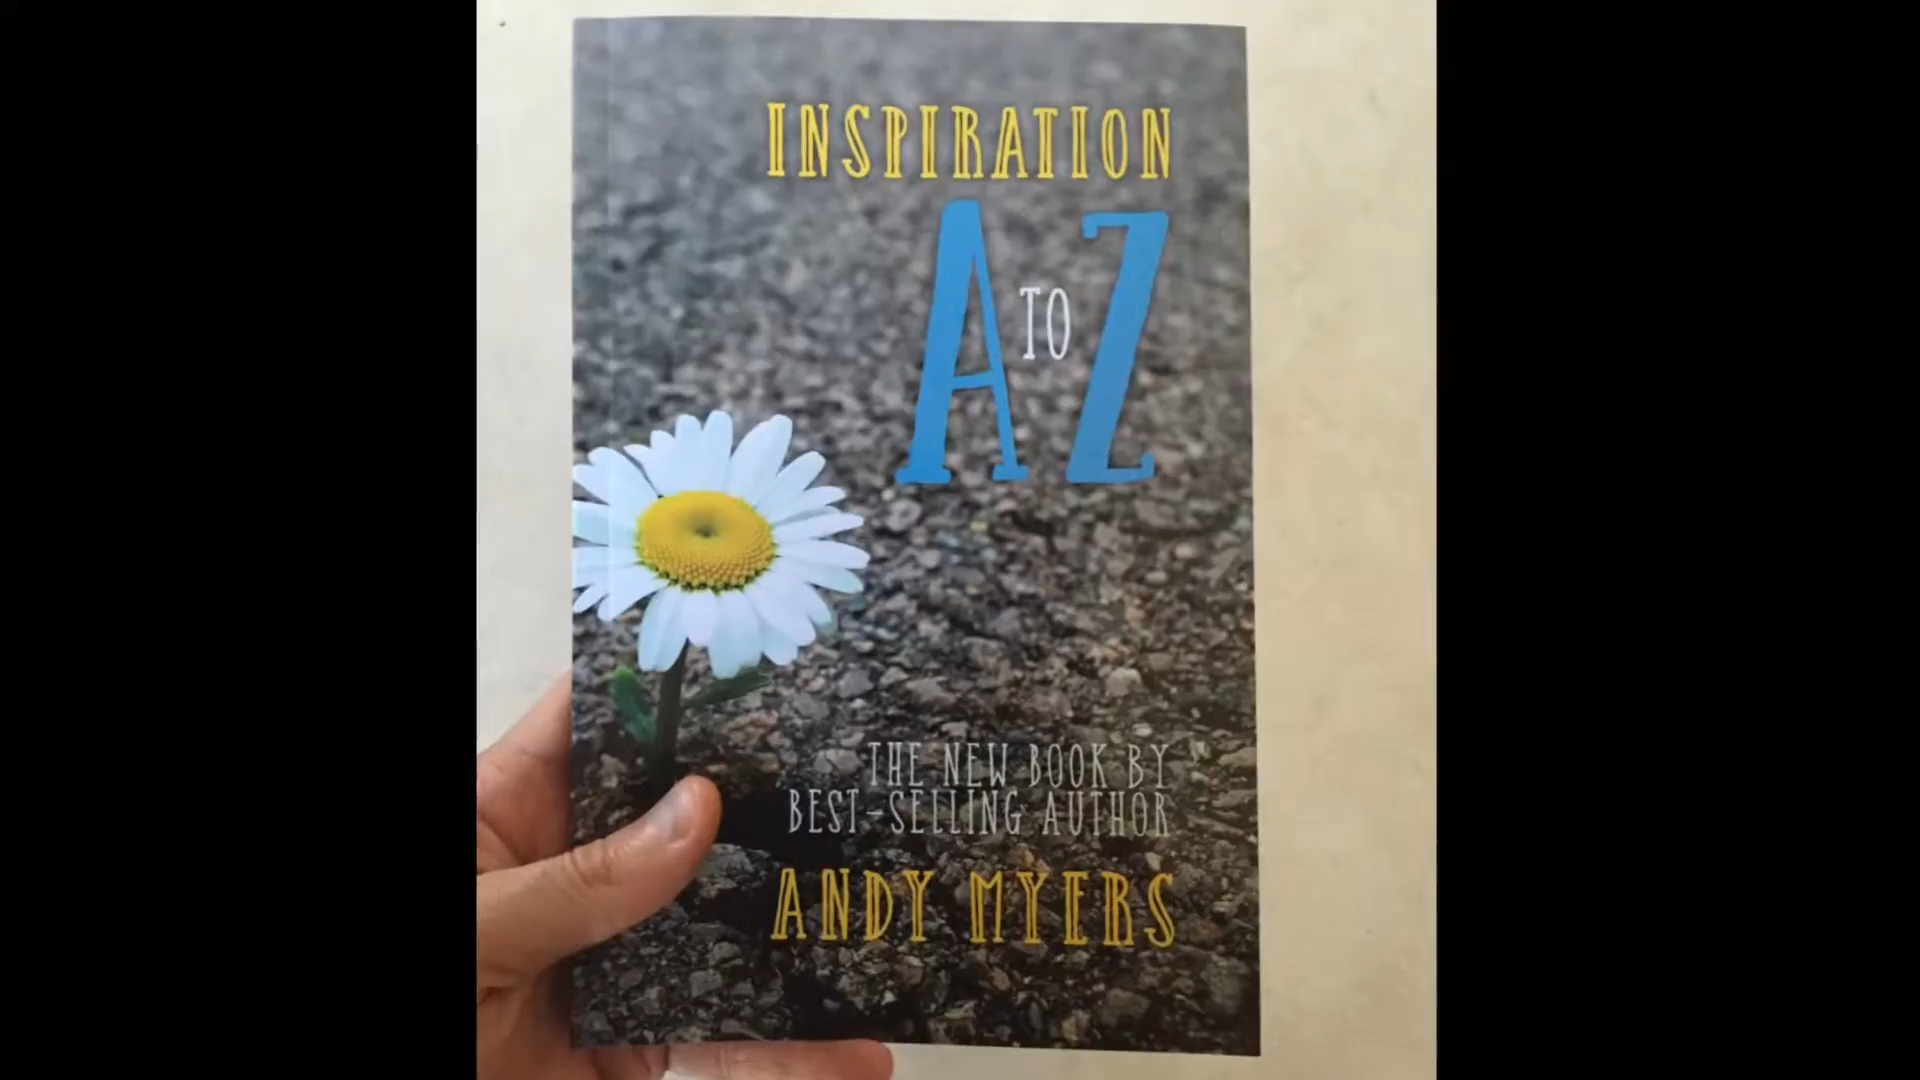 INSPIRATION
A TO Z
THE NEW BOOK BY
BEST-SELLING AUTHOR
ANDY MYERS